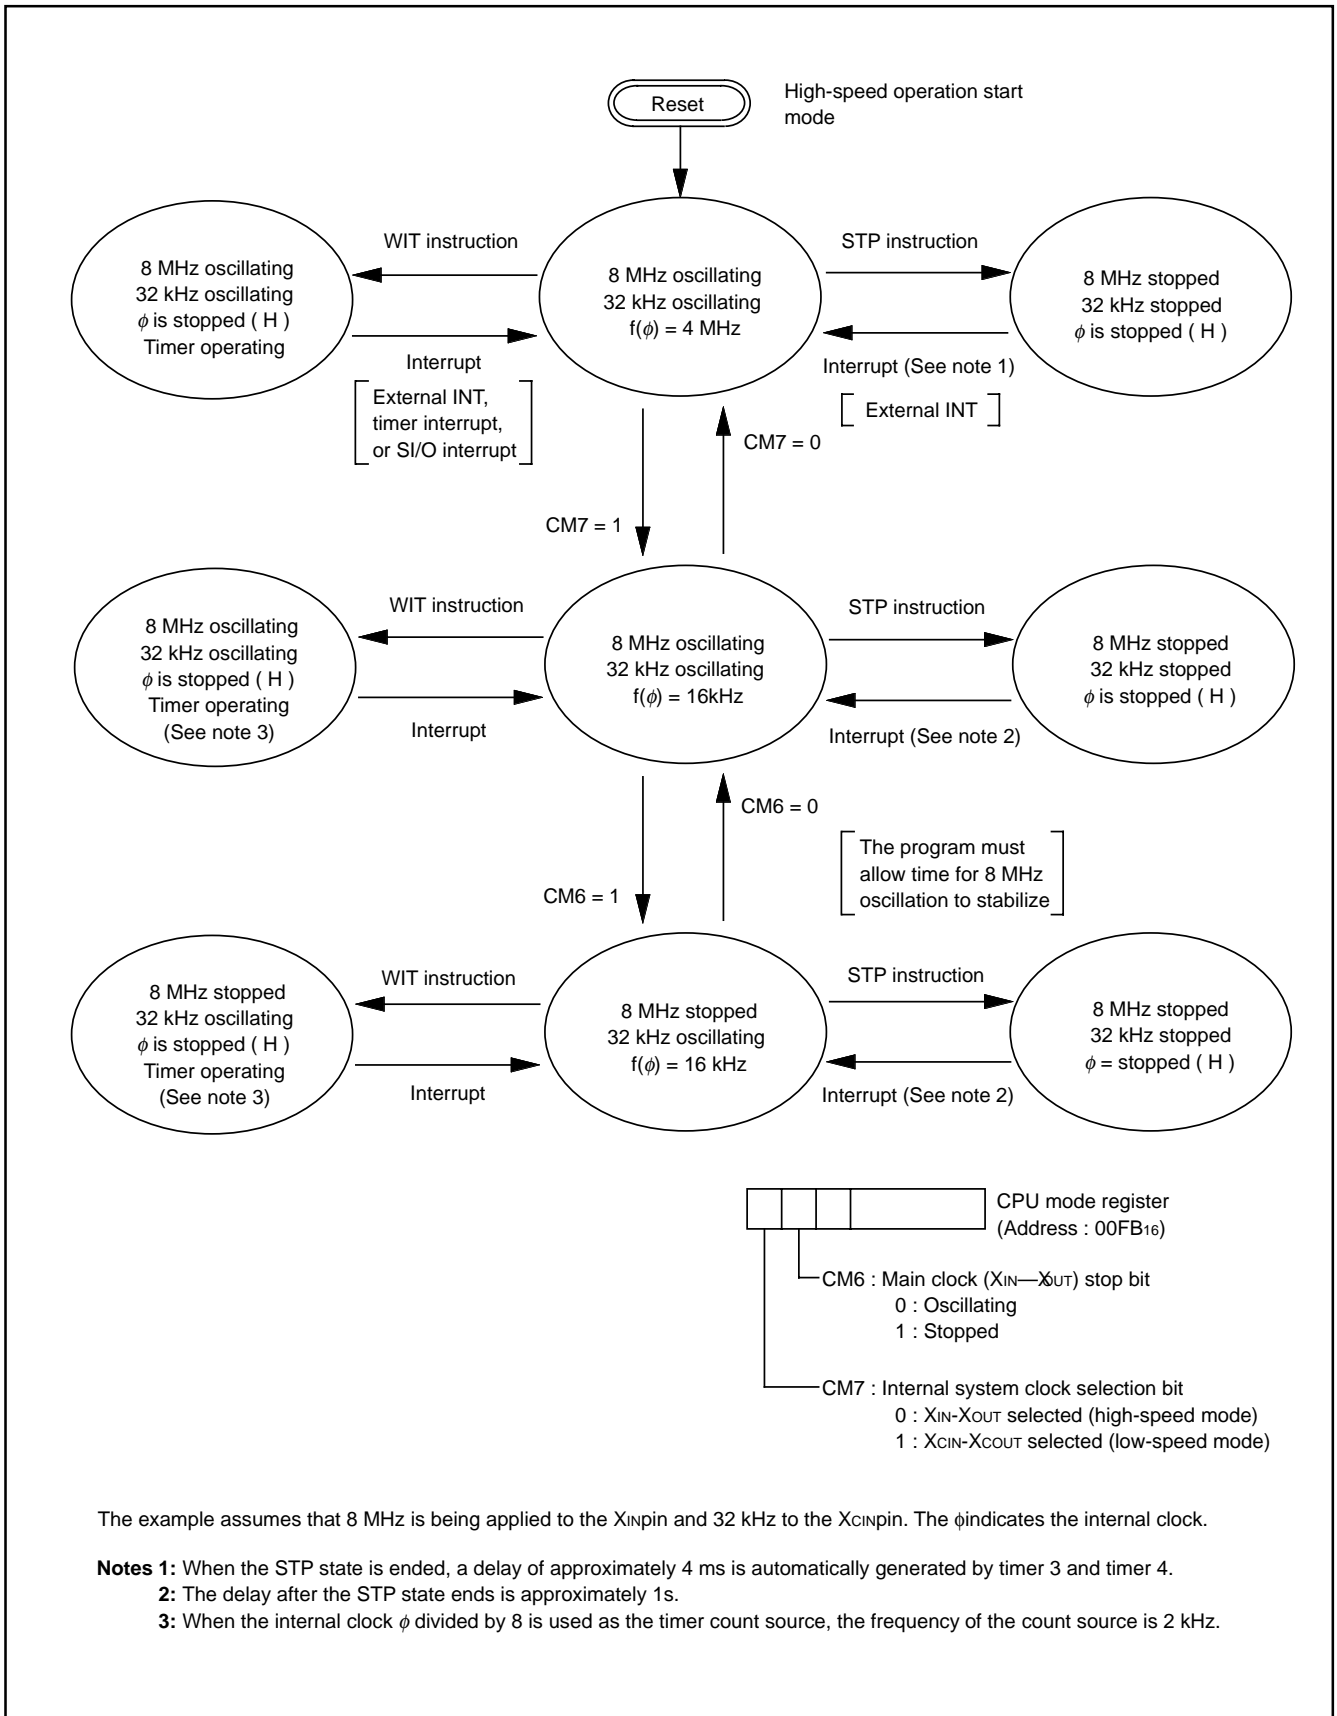 Reset
High-speed operation start
mode
WIT instruction
STP instruction
8 MHz oscillating
32 kHz oscillating
ϕ is stopped ( H )
Timer operating
8 MHz oscillating
32 kHz oscillating
f(ϕ) = 4 MHz
8 MHz stopped
32 kHz stopped
ϕ is stopped ( H )
Interrupt
External INT,
timer interrupt,
or SI/O interrupt
Interrupt (See note 1)
External INT
CM7 = 0
CM7 = 1
WIT instruction
STP instruction
8 MHz oscillating
32 kHz oscillating
ϕ is stopped ( H )
Timer operating
(See note 3)
8 MHz oscillating
32 kHz oscillating
f(ϕ) = 16kHz
8 MHz stopped
32 kHz stopped
ϕ is stopped ( H )
Interrupt
Interrupt (See note 2)
CM6 = 0
The program must
allow time for 8 MHz
oscillation to stabilize
CM6 = 1
WIT instruction
STP instruction
8 MHz stopped
32 kHz oscillating
ϕ is stopped ( H )
Timer operating
(See note 3)
8 MHz stopped
32 kHz oscillating
f(ϕ) = 16 kHz
8 MHz stopped
32 kHz stopped
ϕ = stopped ( H )
Interrupt
Interrupt (See note 2)
CPU mode register
(Address : 00FB16)
CM6 : Main clock (XIN—XOUT) stop bit
0 : Oscillating
1 : Stopped
CM7 : Internal system clock selection bit
0 : XIN-XOUT selected (high-speed mode)
1 : XCIN-XCOUT selected (low-speed mode)
The example assumes that 8 MHz is being applied to the XINpin and 32 kHz to the XCINpin. The ϕindicates the internal clock.
Notes 1: When the STP state is ended, a delay of approximately 4 ms is automatically generated by timer 3 and timer 4.
2: The delay after the STP state ends is approximately 1s.
3: When the internal clock ϕ divided by 8 is used as the timer count source, the frequency of the count source is 2 kHz.